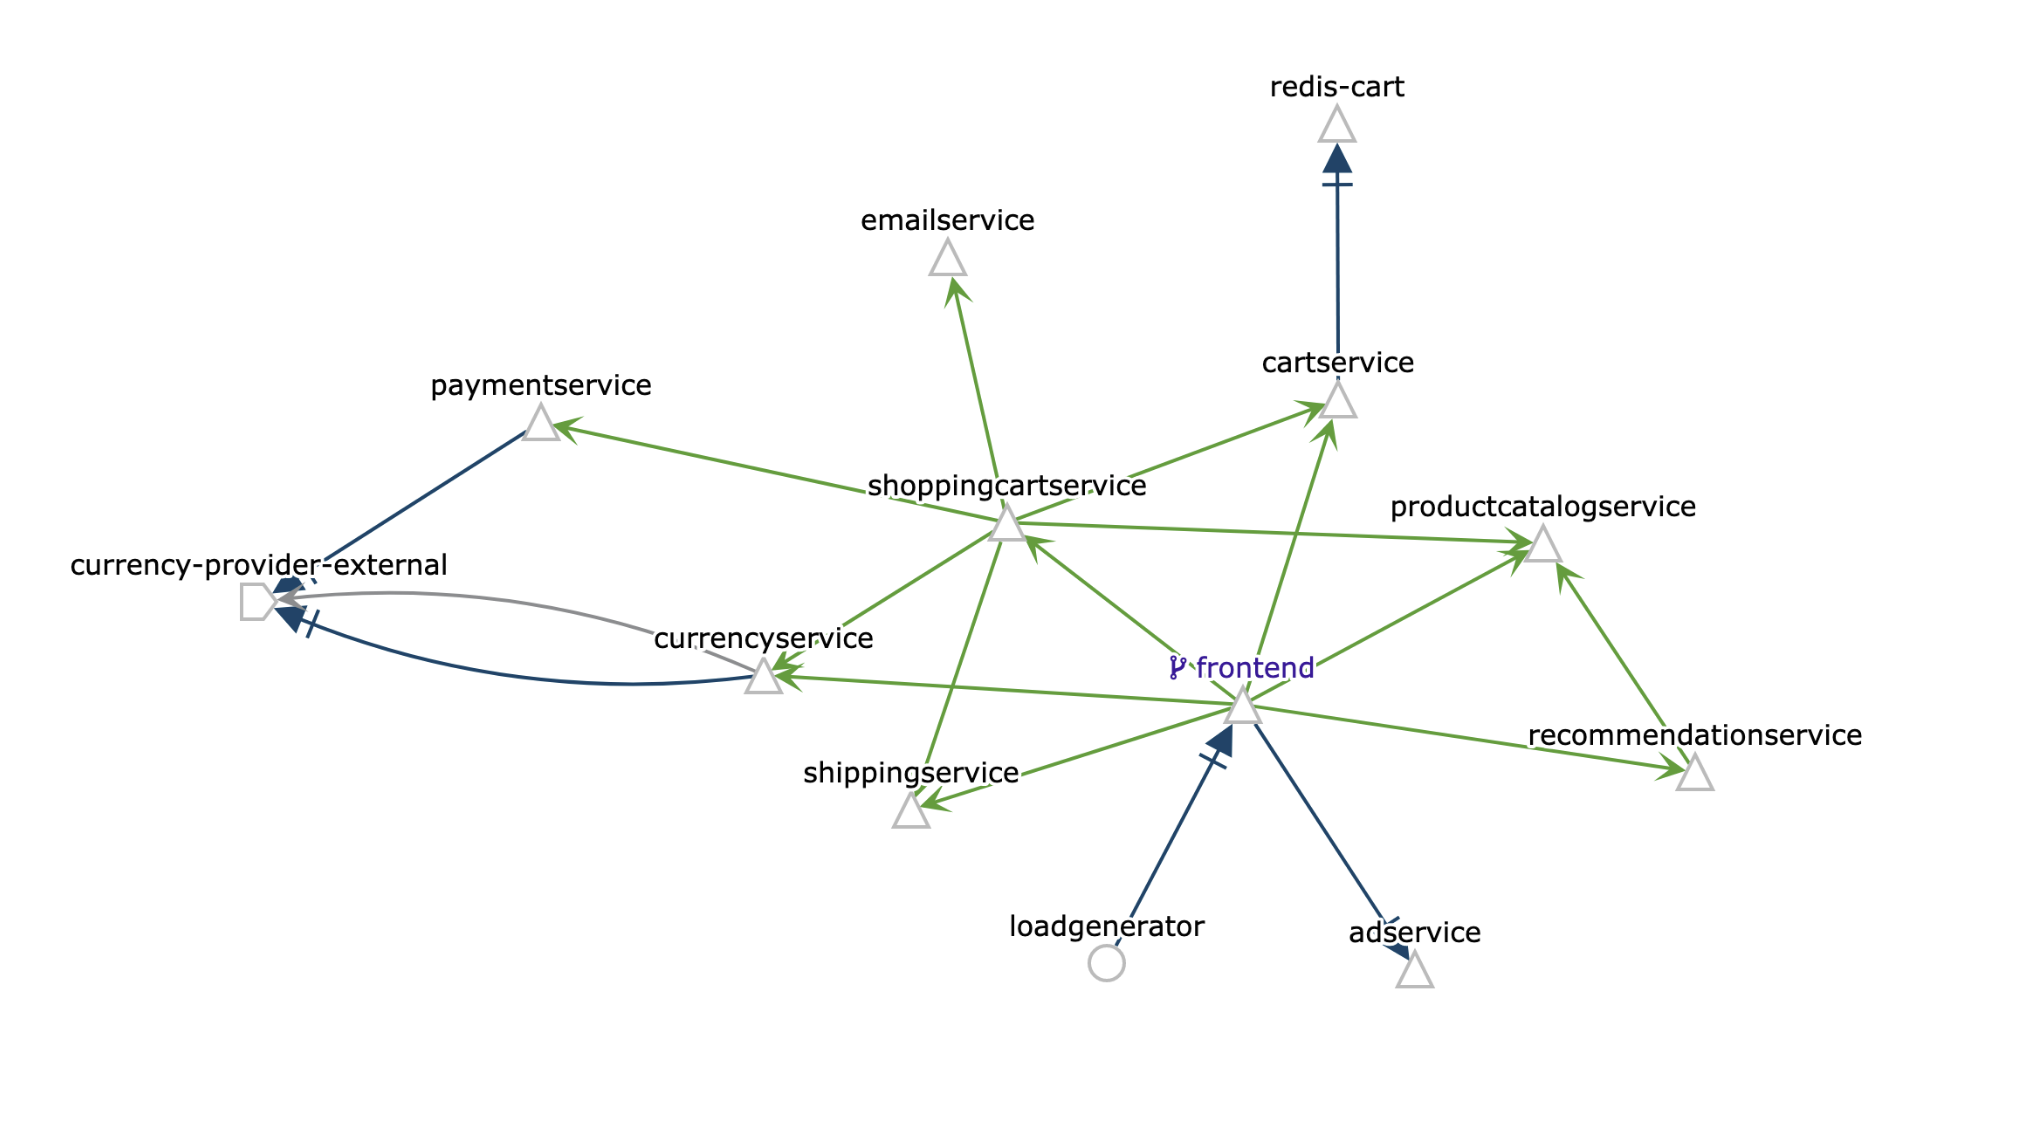 redis-cart
emailservice
cartservice
paymentservice
shoppingcartservice
productcatalogservice
currency-provider-external
currencyservice
frontend
recommendationservice
shippingservice
loadgenerator
adservice